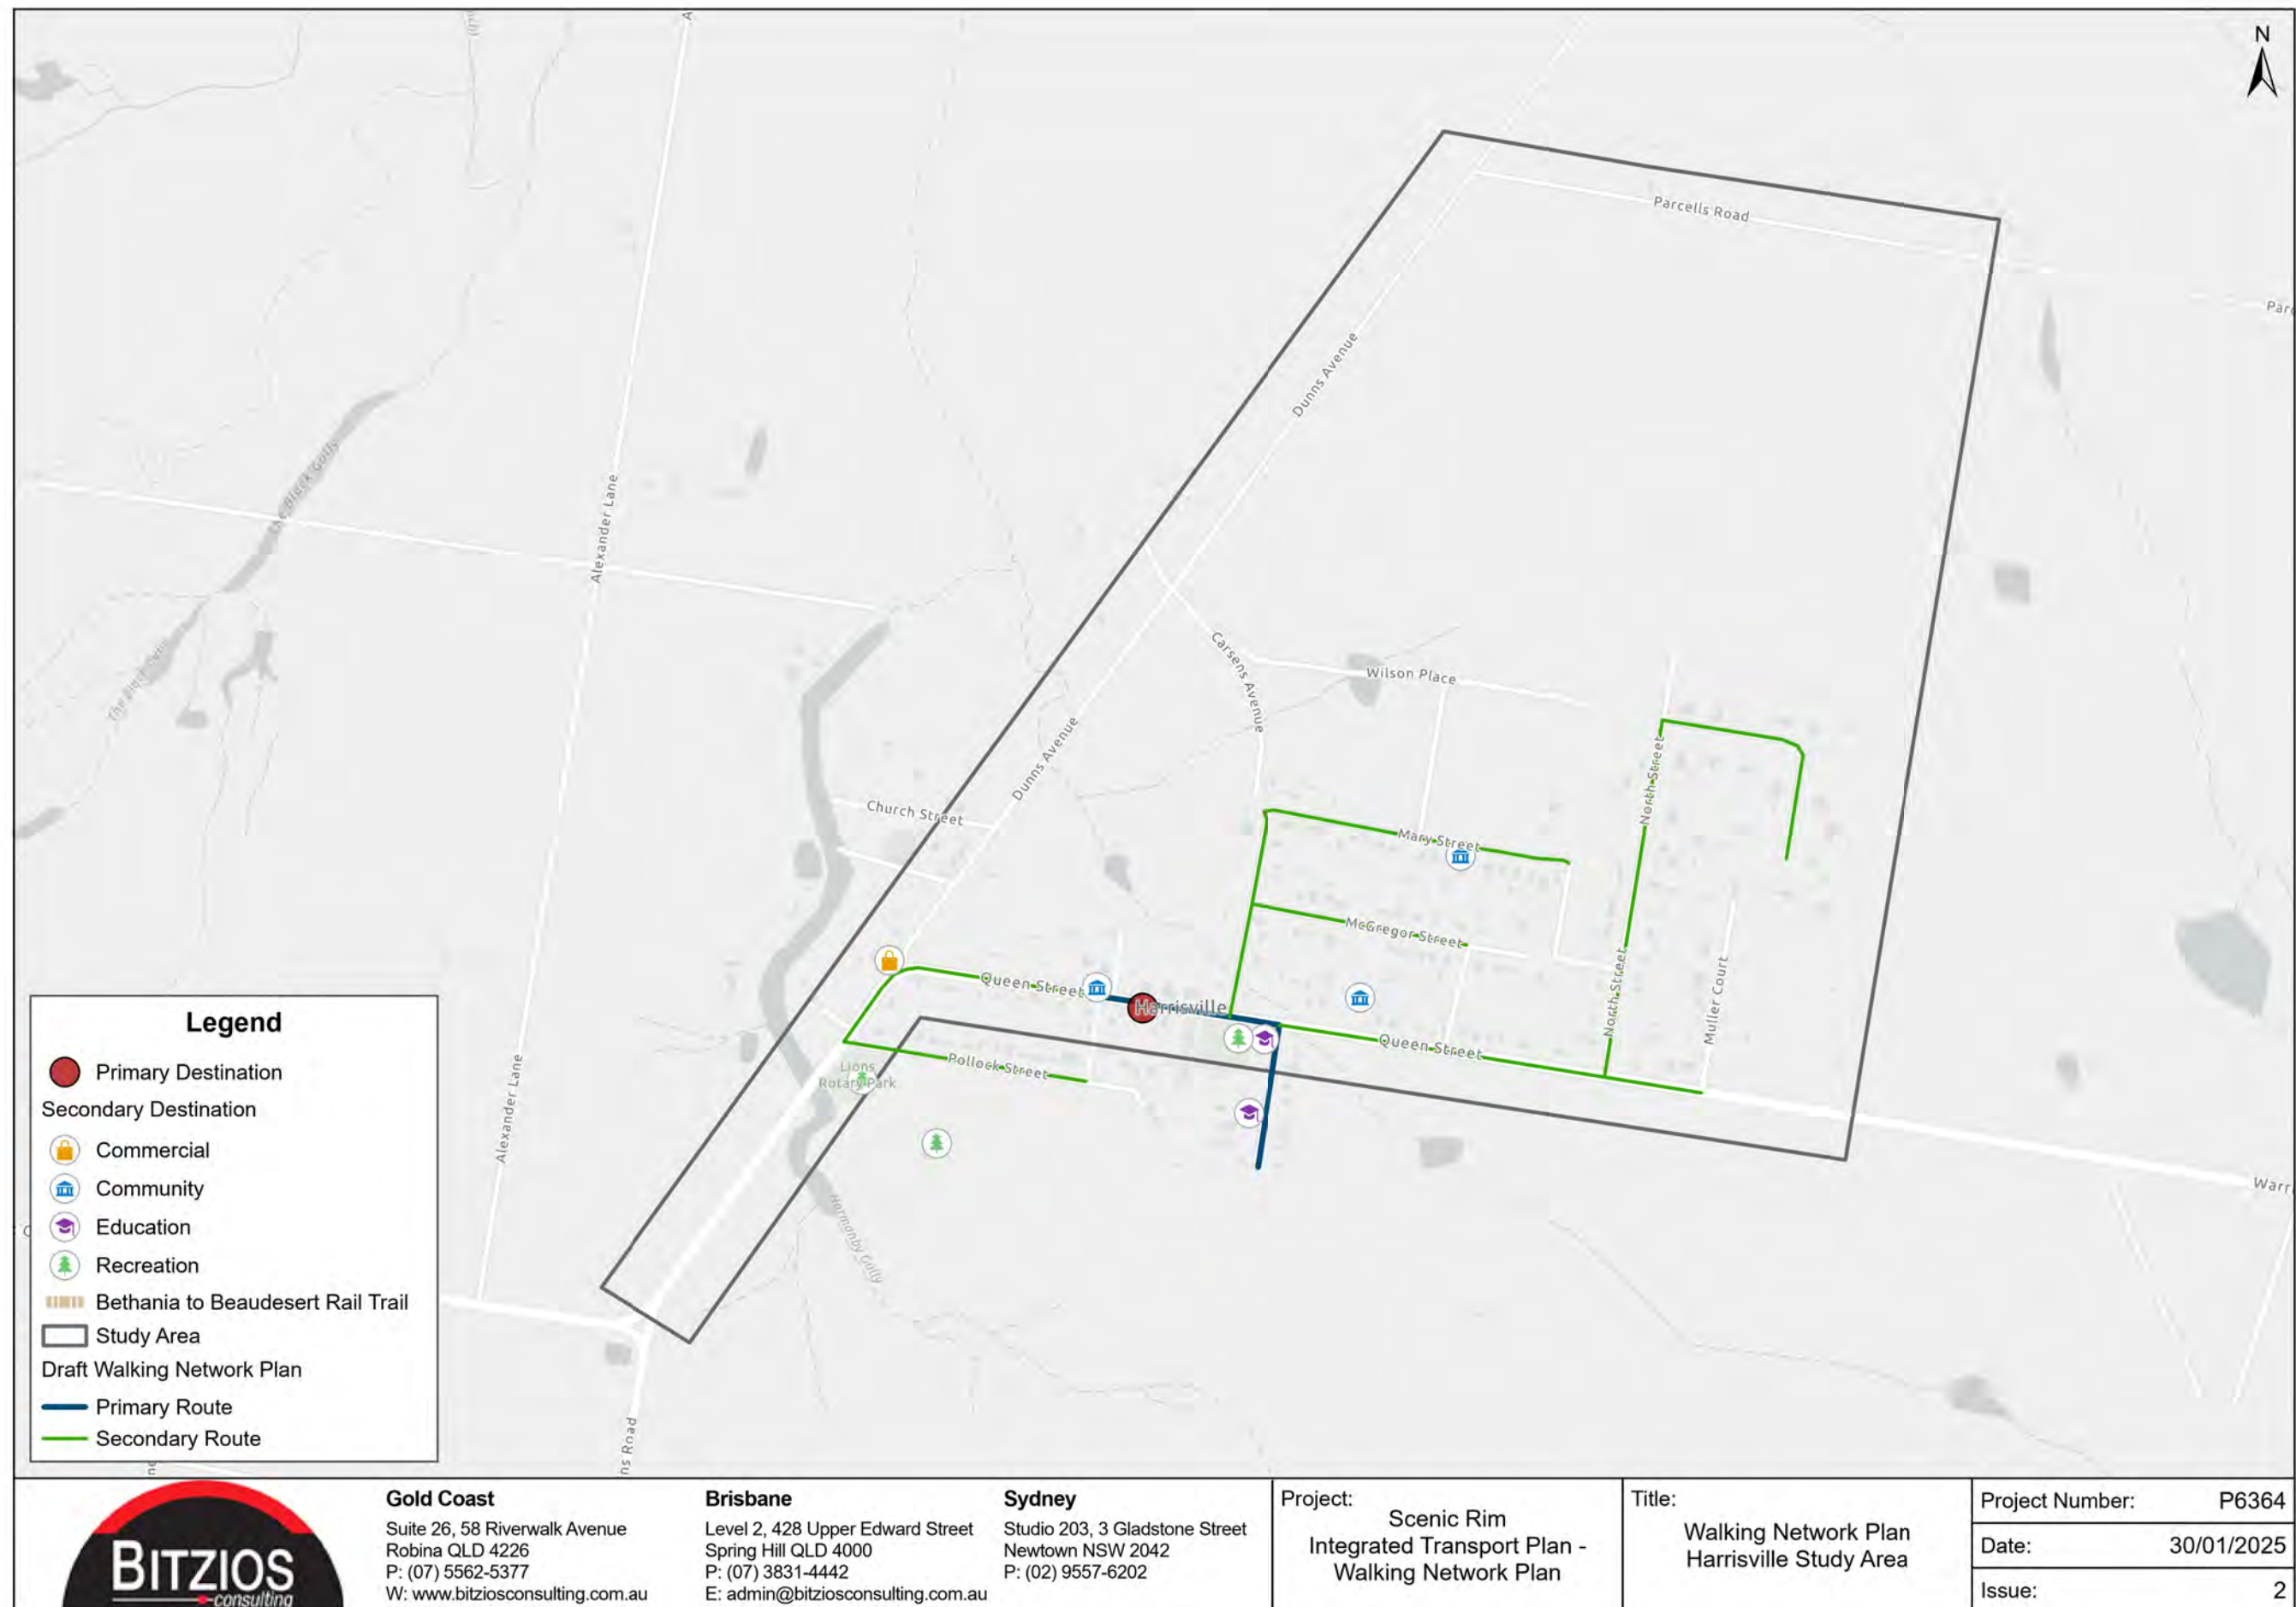 N
Parcells Road
Dunns Avenue
Alexander Lane
The Black Gully
Carsens Avenue
Wilson Place
Dunns Avenue
Church Street
North Street
Mary Street
McGregor Street
Queen Street
Harrisville
North Street
Muller Court
Queen Street
Pollock Street
Lions
Rotary Park
Alexander Lane
Hermanby Gully
Legend
Primary Destination
Secondary Destination
Commercial
Community
Education
Recreation
Bethania to Beaudesert Rail Trail
Study Area
Draft Walking Network Plan
Primary Route
Secondary Route
BITZIOS
consulting
Gold Coast
Suite 26, 58 Riverwalk Avenue
Robina QLD 4226
P: (07) 5562-5377
W: www.bitziosconsulting.com.au
Brisbane
Level 2, 428 Upper Edward Street
Spring Hill QLD 4000
P: (07) 3831-4442
E: admin@bitziosconsulting.com.au
Sydney
Studio 203, 3 Gladstone Street
Newtown NSW 2042
P: (02) 9557-6202
Project:
Scenic Rim
Integrated Transport Plan -
Walking Network Plan
Title:
Walking Network Plan
Harrisville Study Area
Project Number: P6364
Date: 30/01/2025
Issue: 2